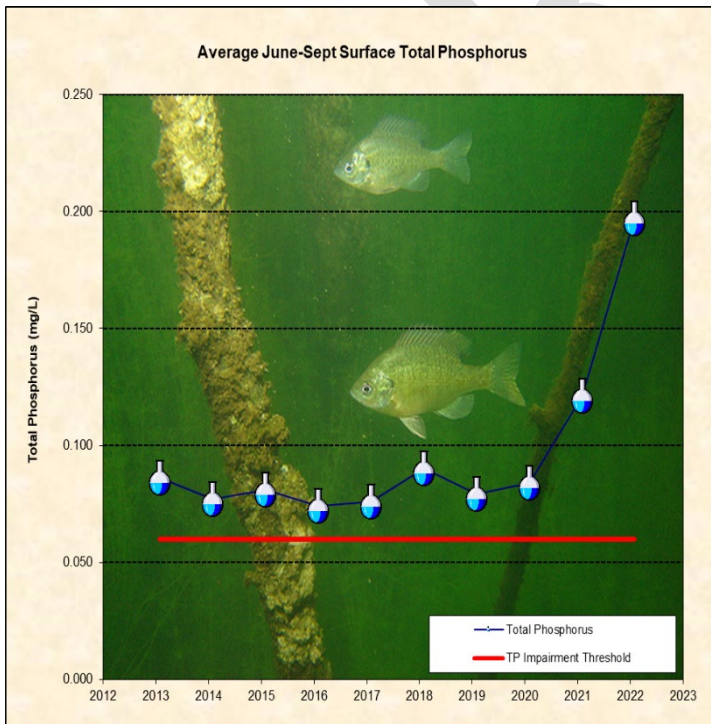 Average June-Sept Surface Total Phosphorus
Total Phosphorus (mg/L)
0.250
0.200
0.150
0.100
0.050
0.000
2012 2013 2014 2015 2016 2017 2018 2019 2020 2021 2022 2023
Total Phosphorus
TP Impairment Threshold